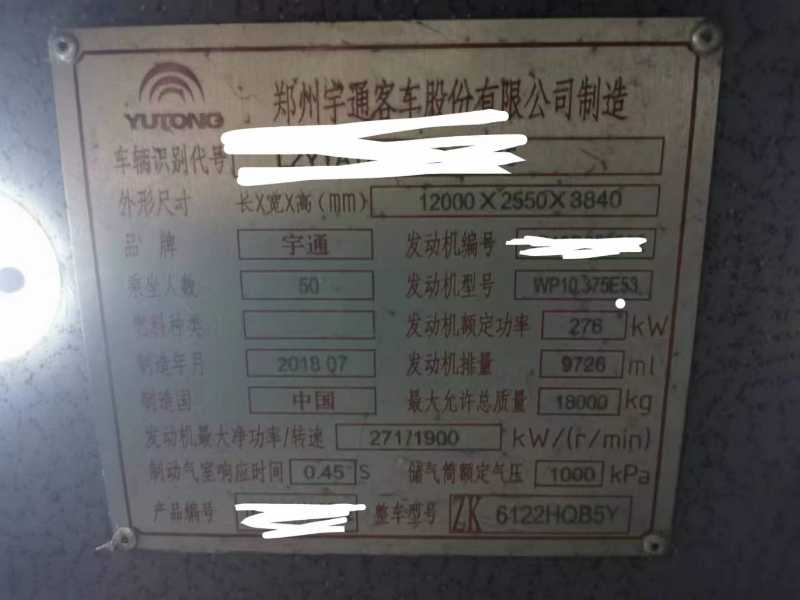 YUTONG
郑州宇通客车股份有限公司制造
车辆识别代号
外形尺寸 长X宽X高(mm) 12000X2550X3840
品牌 宇通 发动机编号
乘坐人数 50 发动机型号 WP10.375E53
燃料种类 发动机额定功率 276 kW
制造年月 2018 07 发动机排量 9726 ml
制造国 中国 最大允许总质量 18000 kg
发动机最大净功率/转速 271/1900 kW/(r/min)
制动气室响应时间 0.45 S 储气筒额定气压 1000 kPa
产品编号 整车型号 ZK 6122HQB5Y